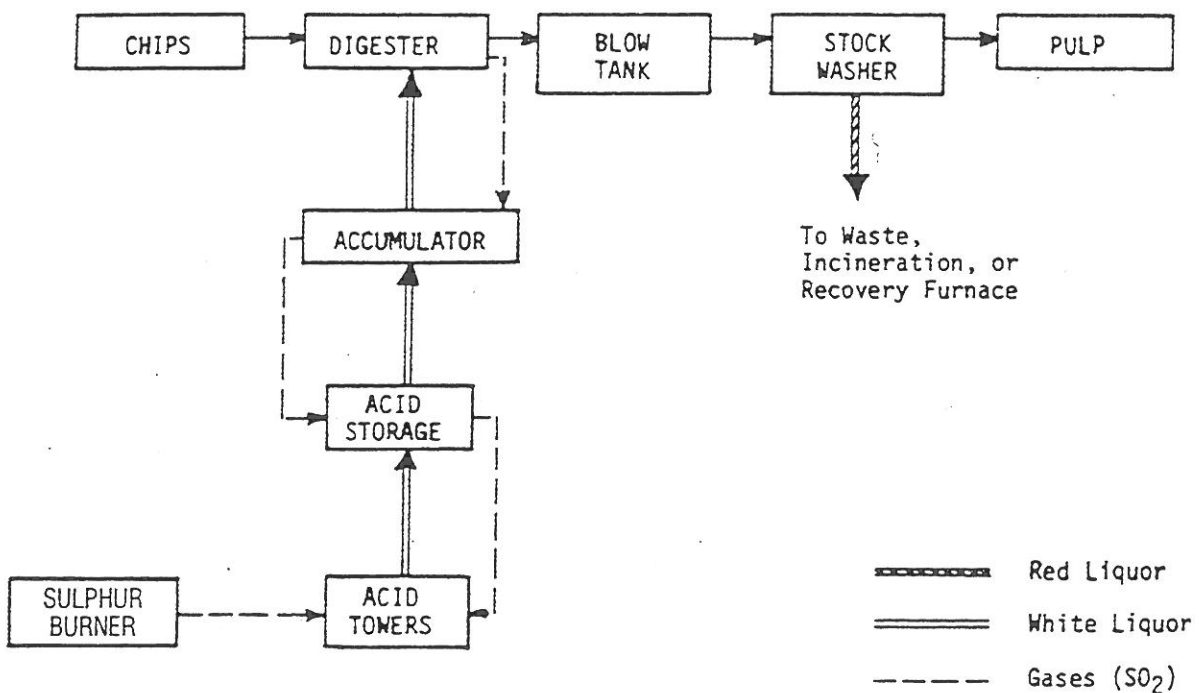 CHIPS
DIGESTER
BLOW
TANK
STOCK
WASHER
PULP
ACCUMULATOR
To Waste,
Incineration, or
Recovery Furnace
ACID
STORAGE
SULPHUR
BURNER
ACID
TOWERS
Red Liquor
White Liquor
Gases (SO₂)